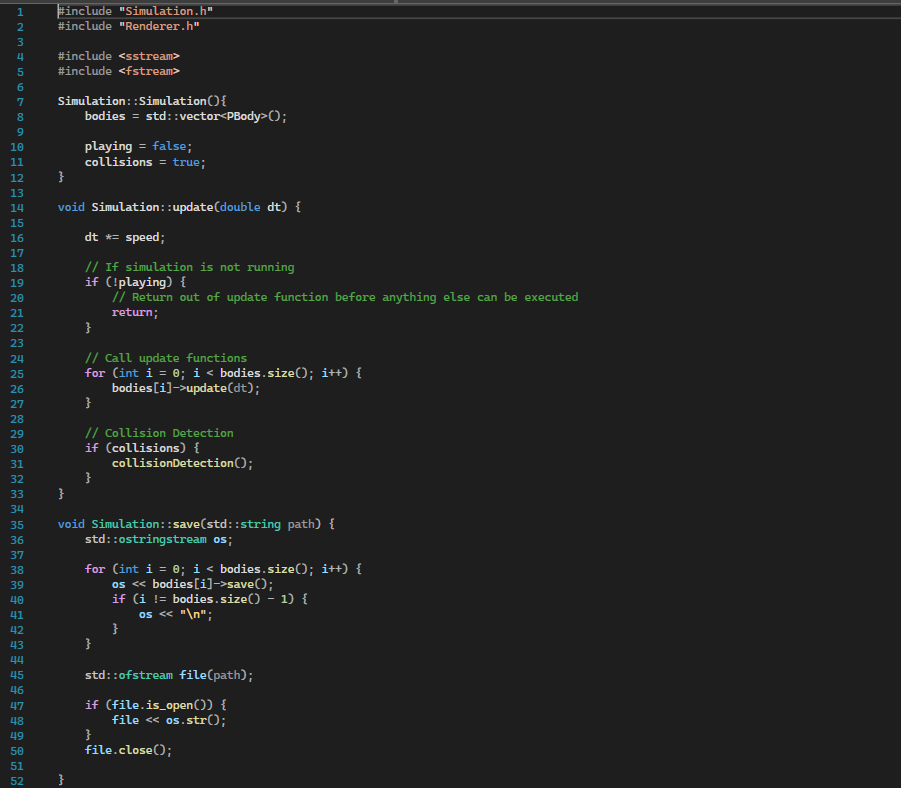 1 #include "Simulation.h"
2 #include "Renderer.h"
3
4 #include <sstream>
5 #include <fstream>
6
7 Simulation::Simulation(){
8     bodies = std::vector<PBody>();
9
10     playing = false;
11     collisions = true;
12 }
13
14 void Simulation::update(double dt) {
15
16     dt *= speed;
17
18     // If simulation is not running
19     if (!playing) {
20         // Return out of update function before anything else can be executed
21         return;
22     }
23
24     // Call update functions
25     for (int i = 0; i < bodies.size(); i++) {
26         bodies[i]->update(dt);
27     }
28
29     // Collision Detection
30     if (collisions) {
31         collisionDetection();
32     }
33 }
34
35 void Simulation::save(std::string path) {
36     std::ostringstream os;
37
38     for (int i = 0; i < bodies.size(); i++) {
39         os << bodies[i]->save();
40         if (i != bodies.size() - 1) {
41             os << "\n";
42         }
43     }
44
45     std::ofstream file(path);
46
47     if (file.is_open()) {
48         file << os.str();
49     }
50     file.close();
51
52 }